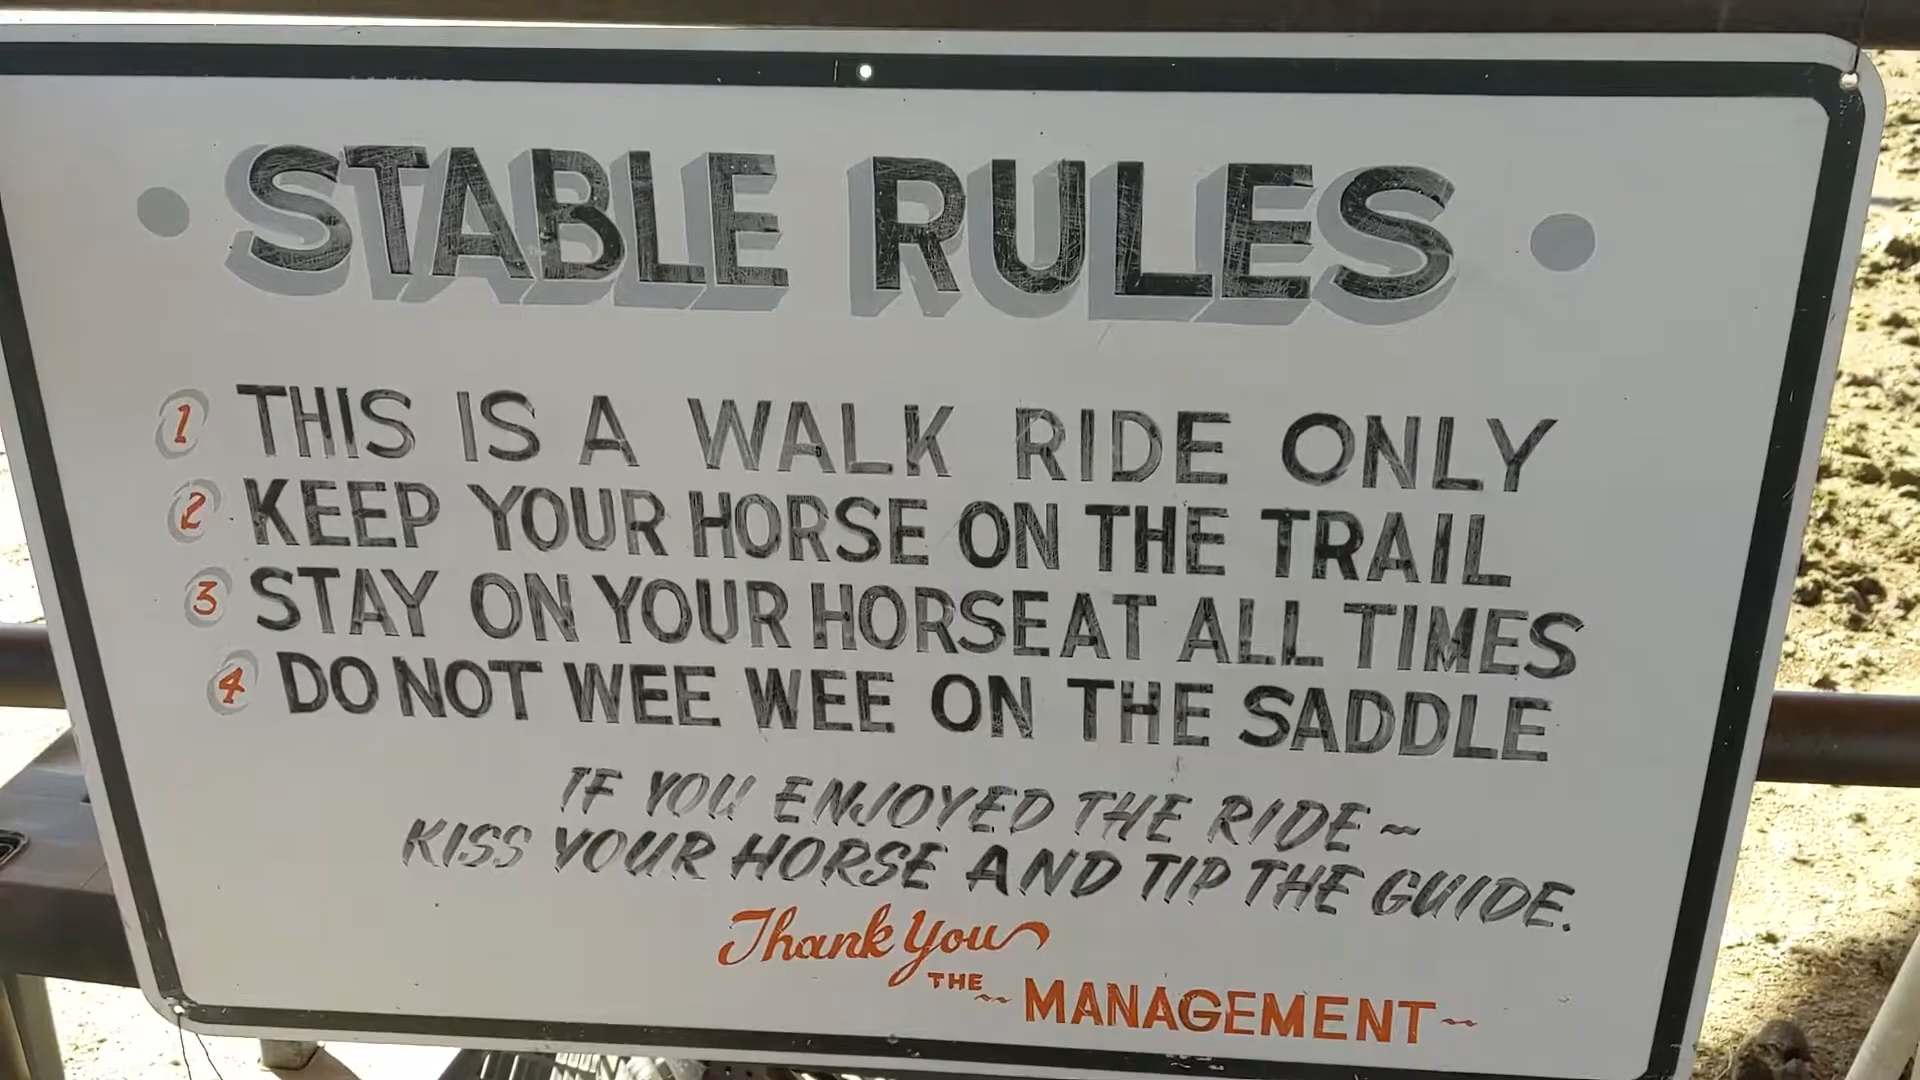 • STABLE RULES •
1 THIS IS A WALK RIDE ONLY
2 KEEP YOUR HORSE ON THE TRAIL
3 STAY ON YOUR HORSE AT ALL TIMES
4 DO NOT WEE WEE ON THE SADDLE
IF YOU ENJOYED THE RIDE~
KISS YOUR HORSE AND TIP THE GUIDE.
Thank You
THE
~ MANAGEMENT ~